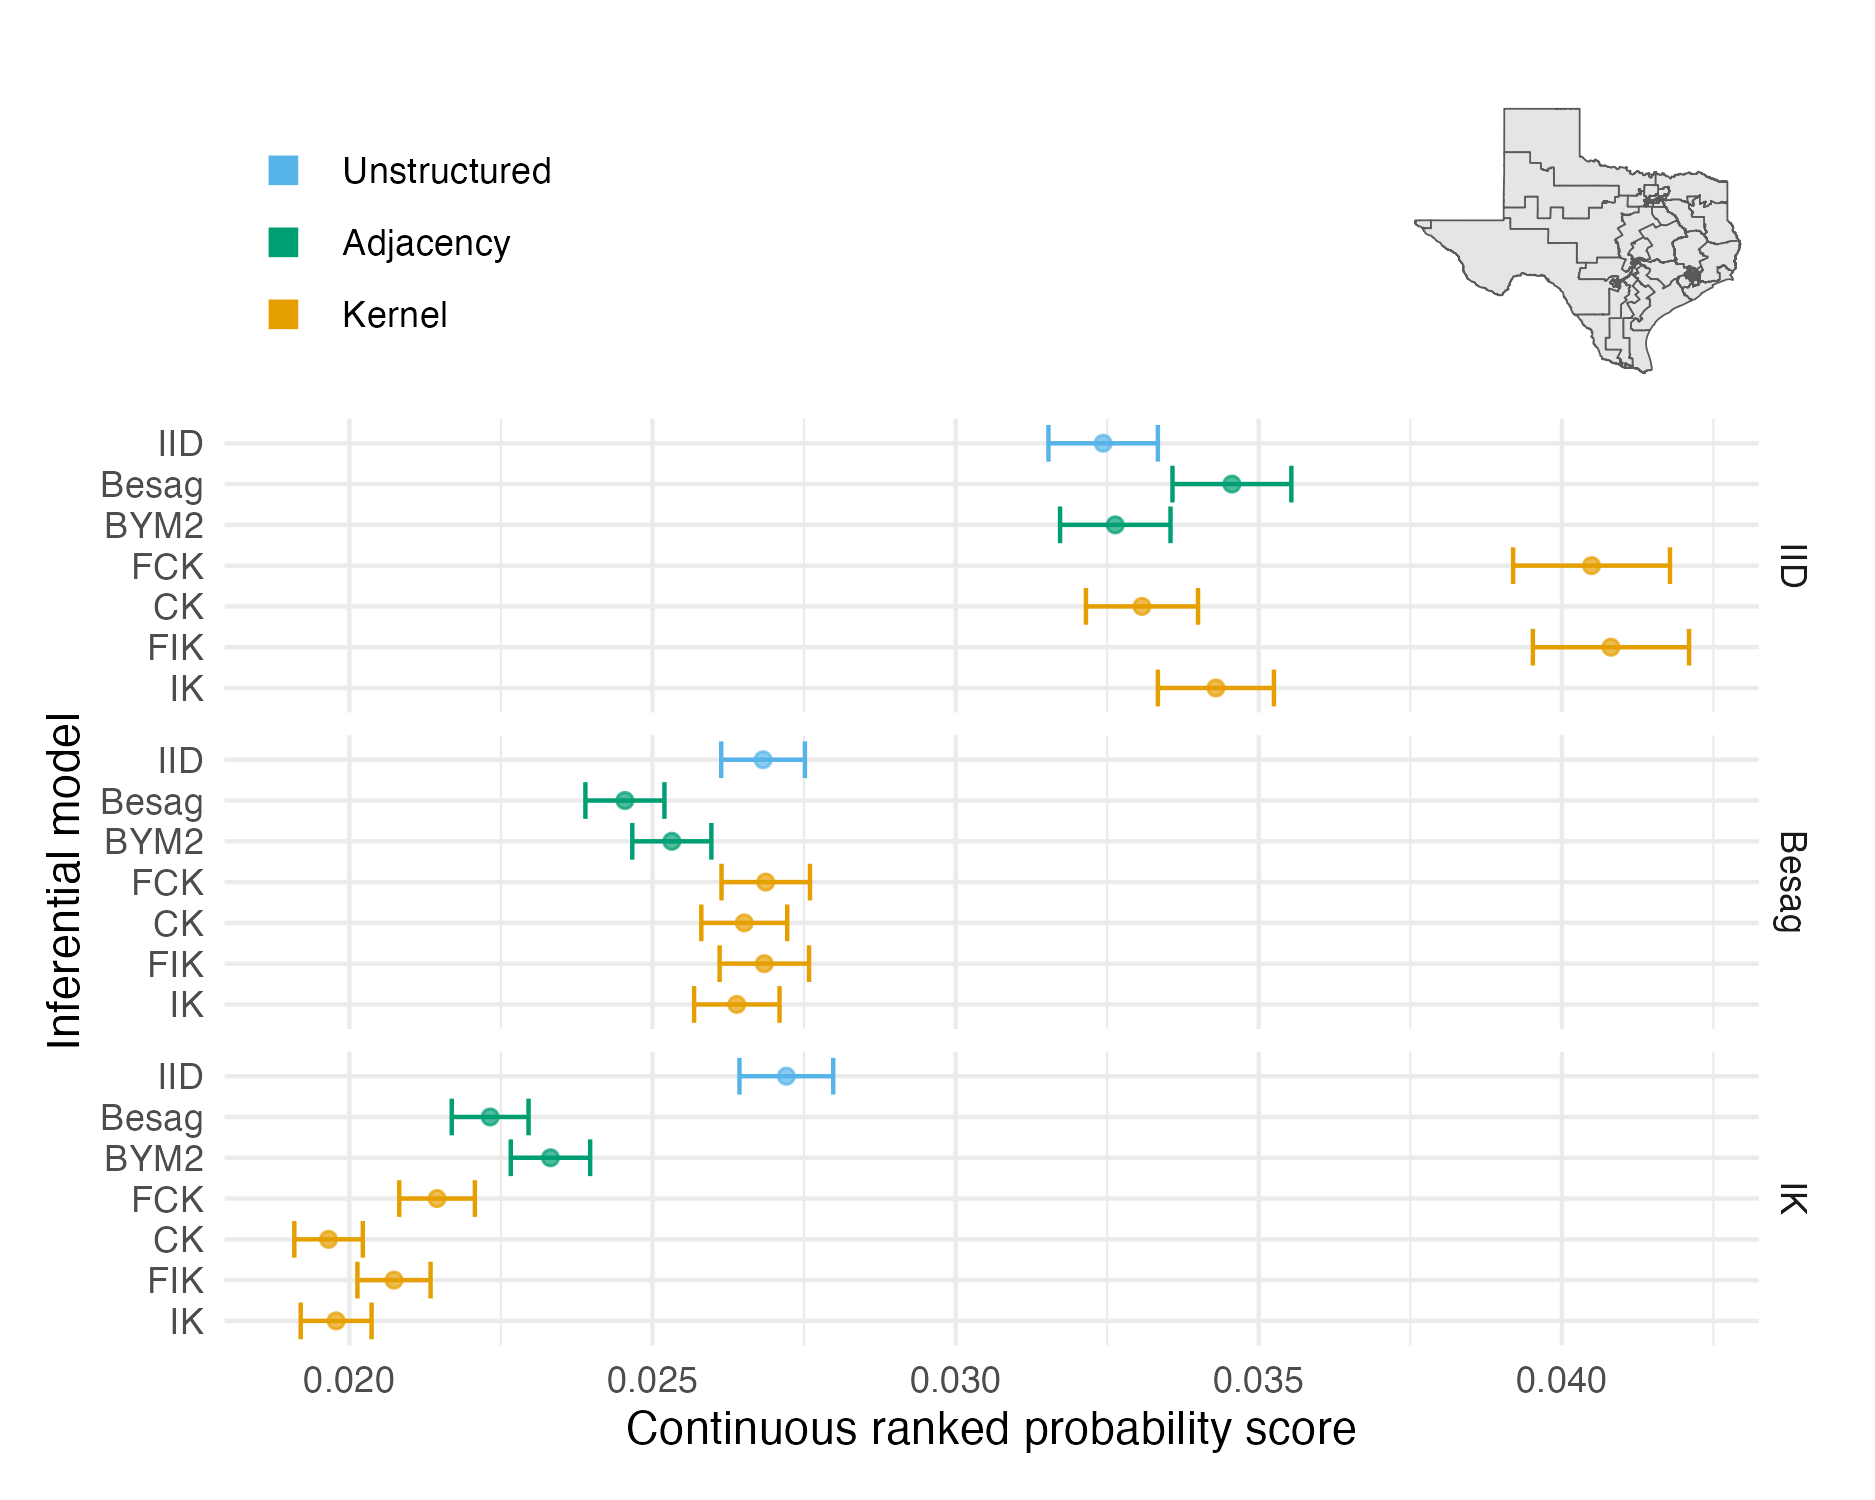 Unstructured
Adjacency
Kernel
IID
Besag
BYM2
FCK
CK
FIK
IK
IID
IID
Besag
BYM2
FCK
CK
FIK
IK
Besag
IID
Besag
BYM2
FCK
CK
FIK
IK
IK
Inferential model
0.020 0.025 0.030 0.035 0.040
Continuous ranked probability score